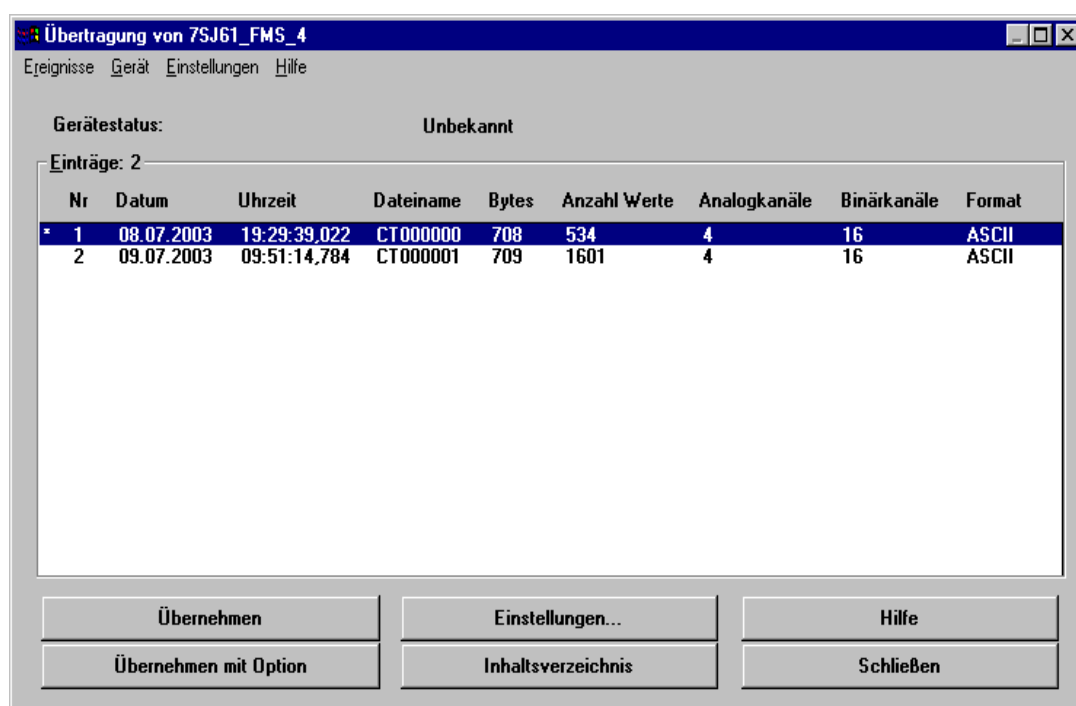 Übertragung von 7SJ61_FMS_4
Ereignisse Gerät Einstellungen Hilfe
Gerätestatus: Unbekannt
Einträge: 2
Nr Datum Uhrzeit Dateiname Bytes Anzahl Werte Analogkanäle Binärkanäle Format
* 1 08.07.2003 19:29:39,022 CT000000 708 534 4 16 ASCII
2 09.07.2003 09:51:14,784 CT000001 709 1601 4 16 ASCII
Übernehmen Einstellungen... Hilfe
Übernehmen mit Option Inhaltsverzeichnis Schließen